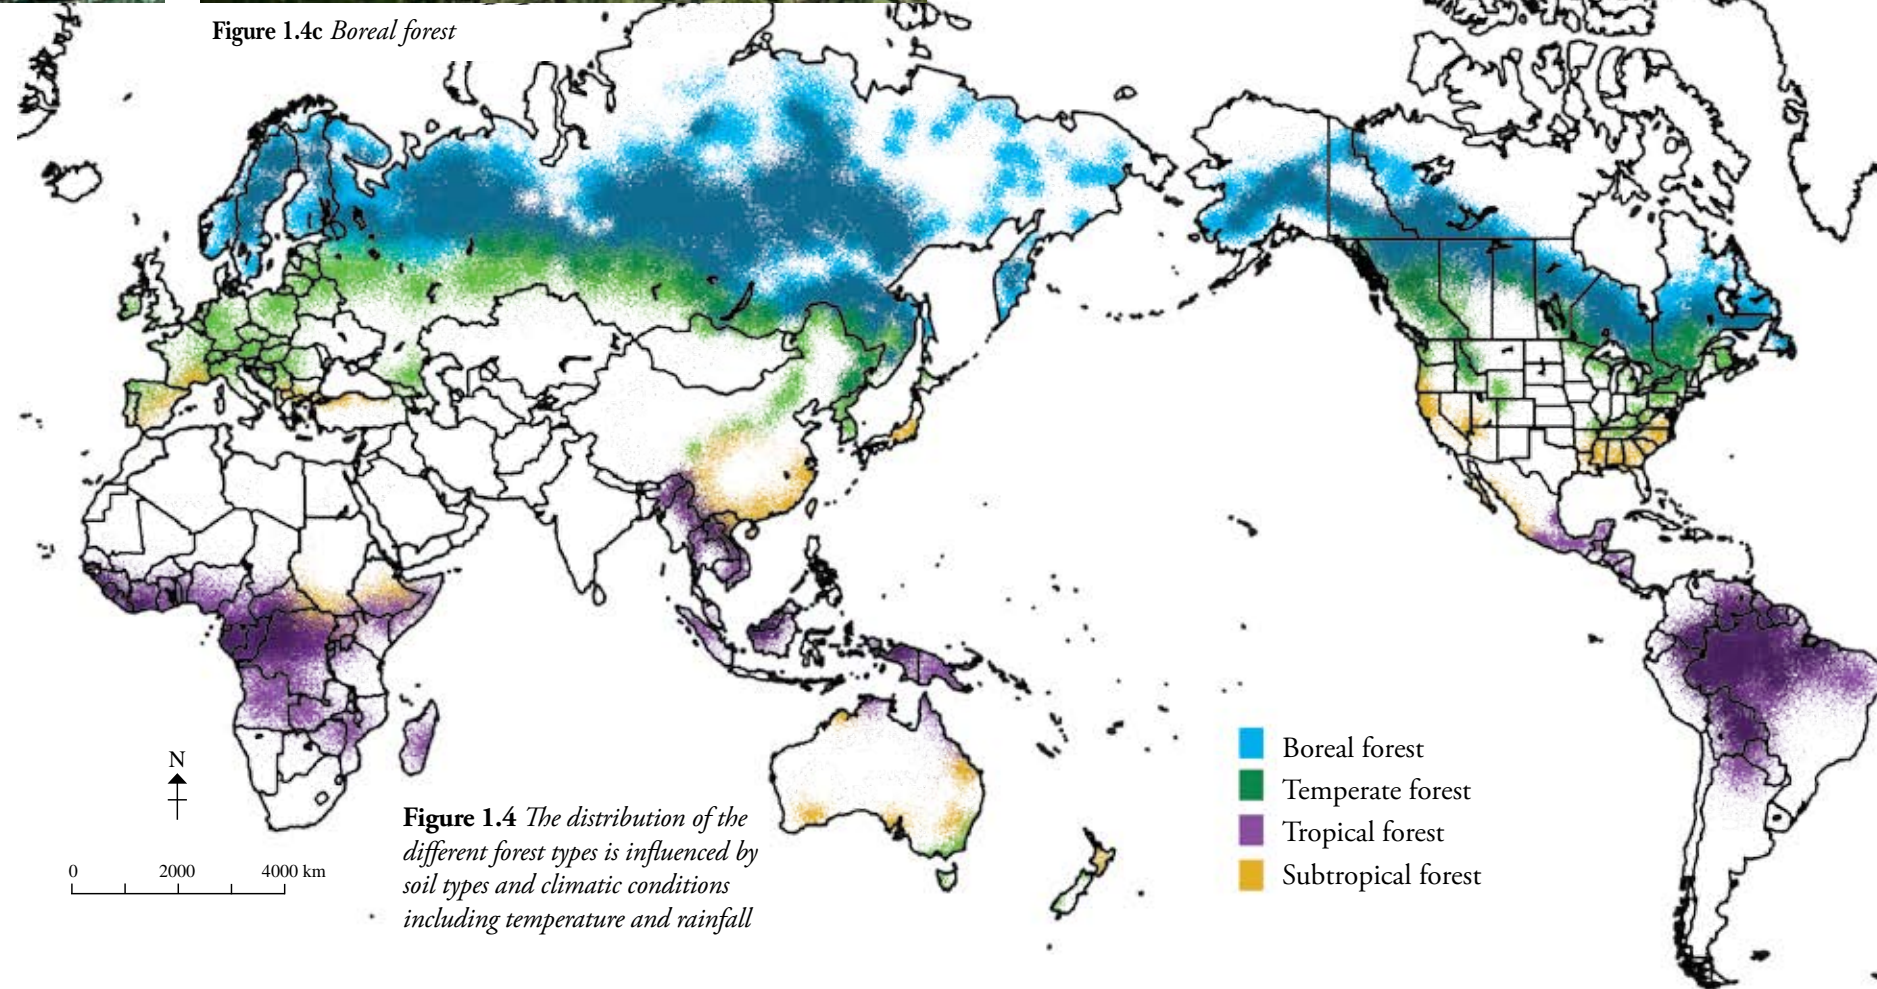 Figure 1.4c Boreal forest
N
0 2000 4000 km
Figure 1.4 The distribution of the
different forest types is influenced by
soil types and climatic conditions
including temperature and rainfall
Boreal forest
Temperate forest
Tropical forest
Subtropical forest